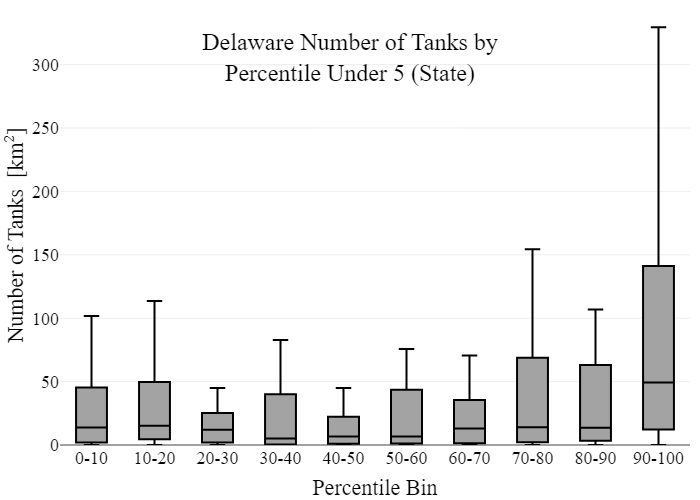 Delaware Number of Tanks by
Percentile Under 5 (State)
Number of Tanks [km²]
300
250
200
150
100
50
0
0-10 10-20 20-30 30-40 40-50 50-60 60-70 70-80 80-90 90-100
Percentile Bin